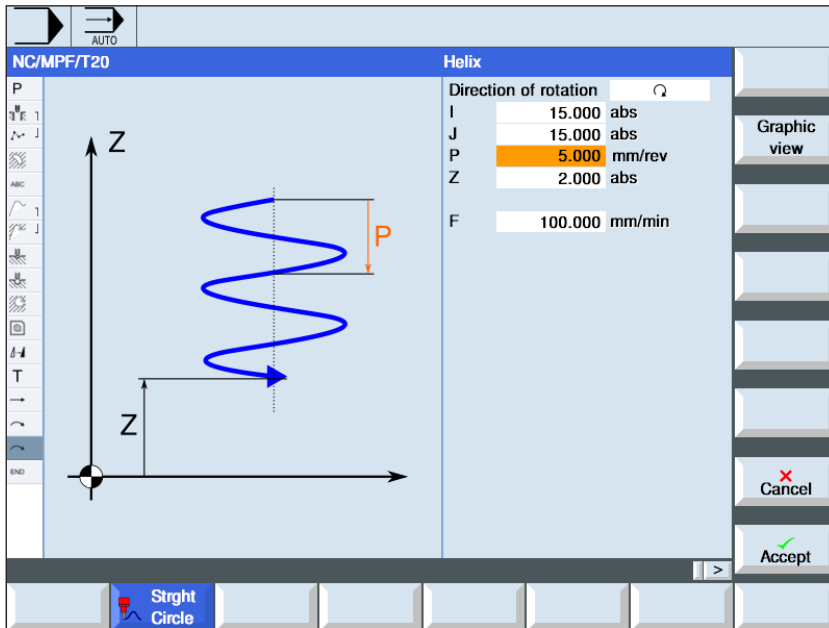 AUTO
NC/MPF/T20
Helix
P
ABC
T
END
Z
P
Z
Direction of rotation
I 15.000 abs
J 15.000 abs
P 5.000 mm/rev
Z 2.000 abs
F 100.000 mm/min
Graphic
view
Cancel
Accept
>
Strght
Circle